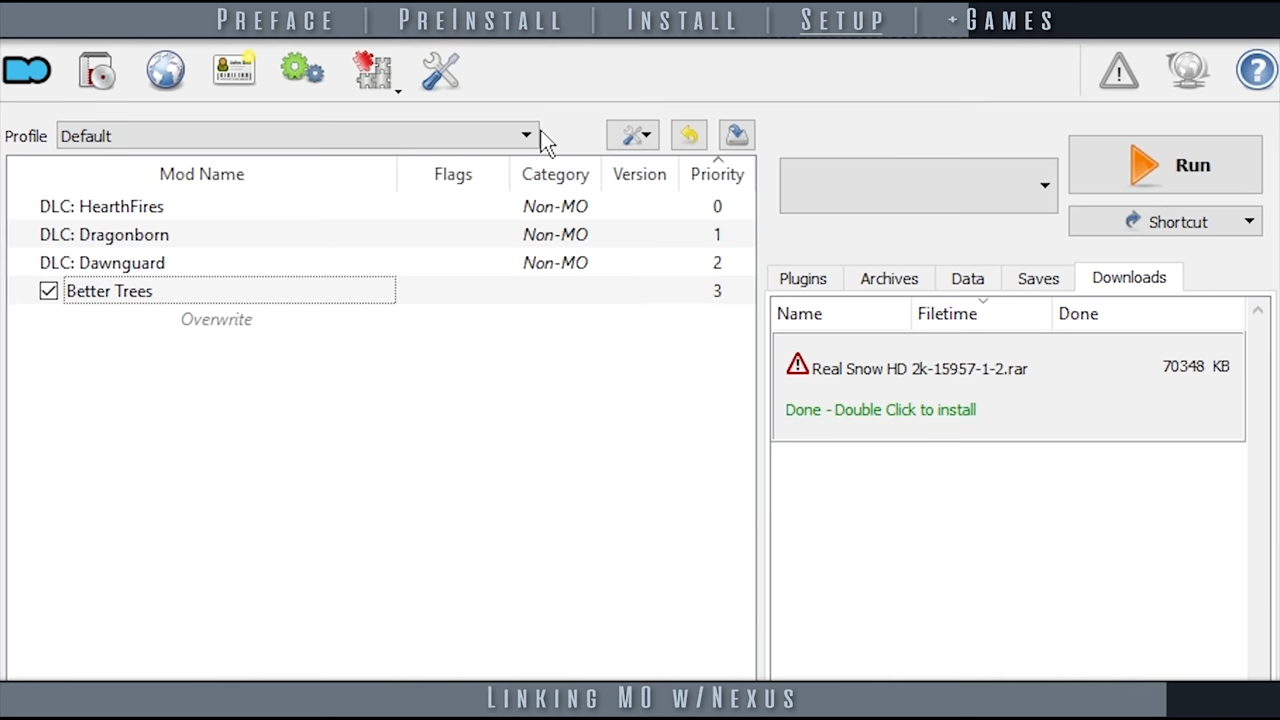 PREFACE | PREINSTALL | INSTALL | SETUP | +GAMES
Profile Default
Run
Shortcut
Mod Name Flags Category Version Priority
DLC: HearthFires Non-MO 0
DLC: Dragonborn Non-MO 1
DLC: Dawnguard Non-MO 2
Better Trees 3
Overwrite
Plugins Archives Data Saves Downloads
Name Filetime Done
Real Snow HD 2k-15957-1-2.rar 70348 KB
Done - Double Click to install
LINKING MO W/NEXUS